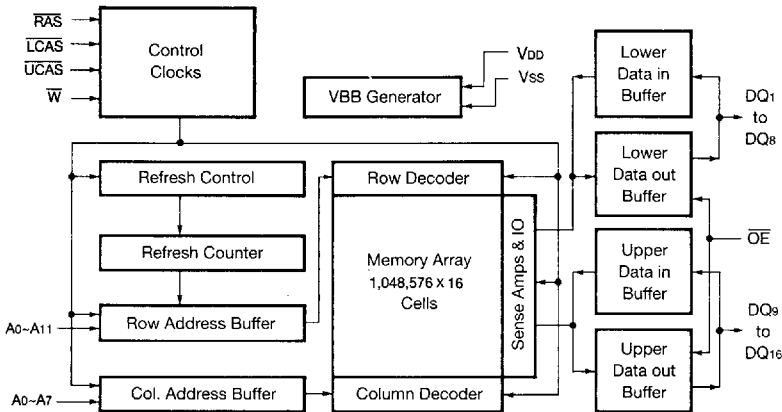 RAS
LCAS
UCAS
W
Control
Clocks
VBB Generator
VDD
VSS
Lower
Data in
Buffer
DQ1
to
DQ8
Lower
Data out
Buffer
Refresh Control
Row Decoder
Refresh Counter
Memory Array
1,048,576 X 16
Cells
Sense Amps & IO
OE
Upper
Data in
Buffer
A0~A11
Row Address Buffer
DQ9
to
DQ16
Upper
Data out
Buffer
A0~A7
Col. Address Buffer
Column Decoder